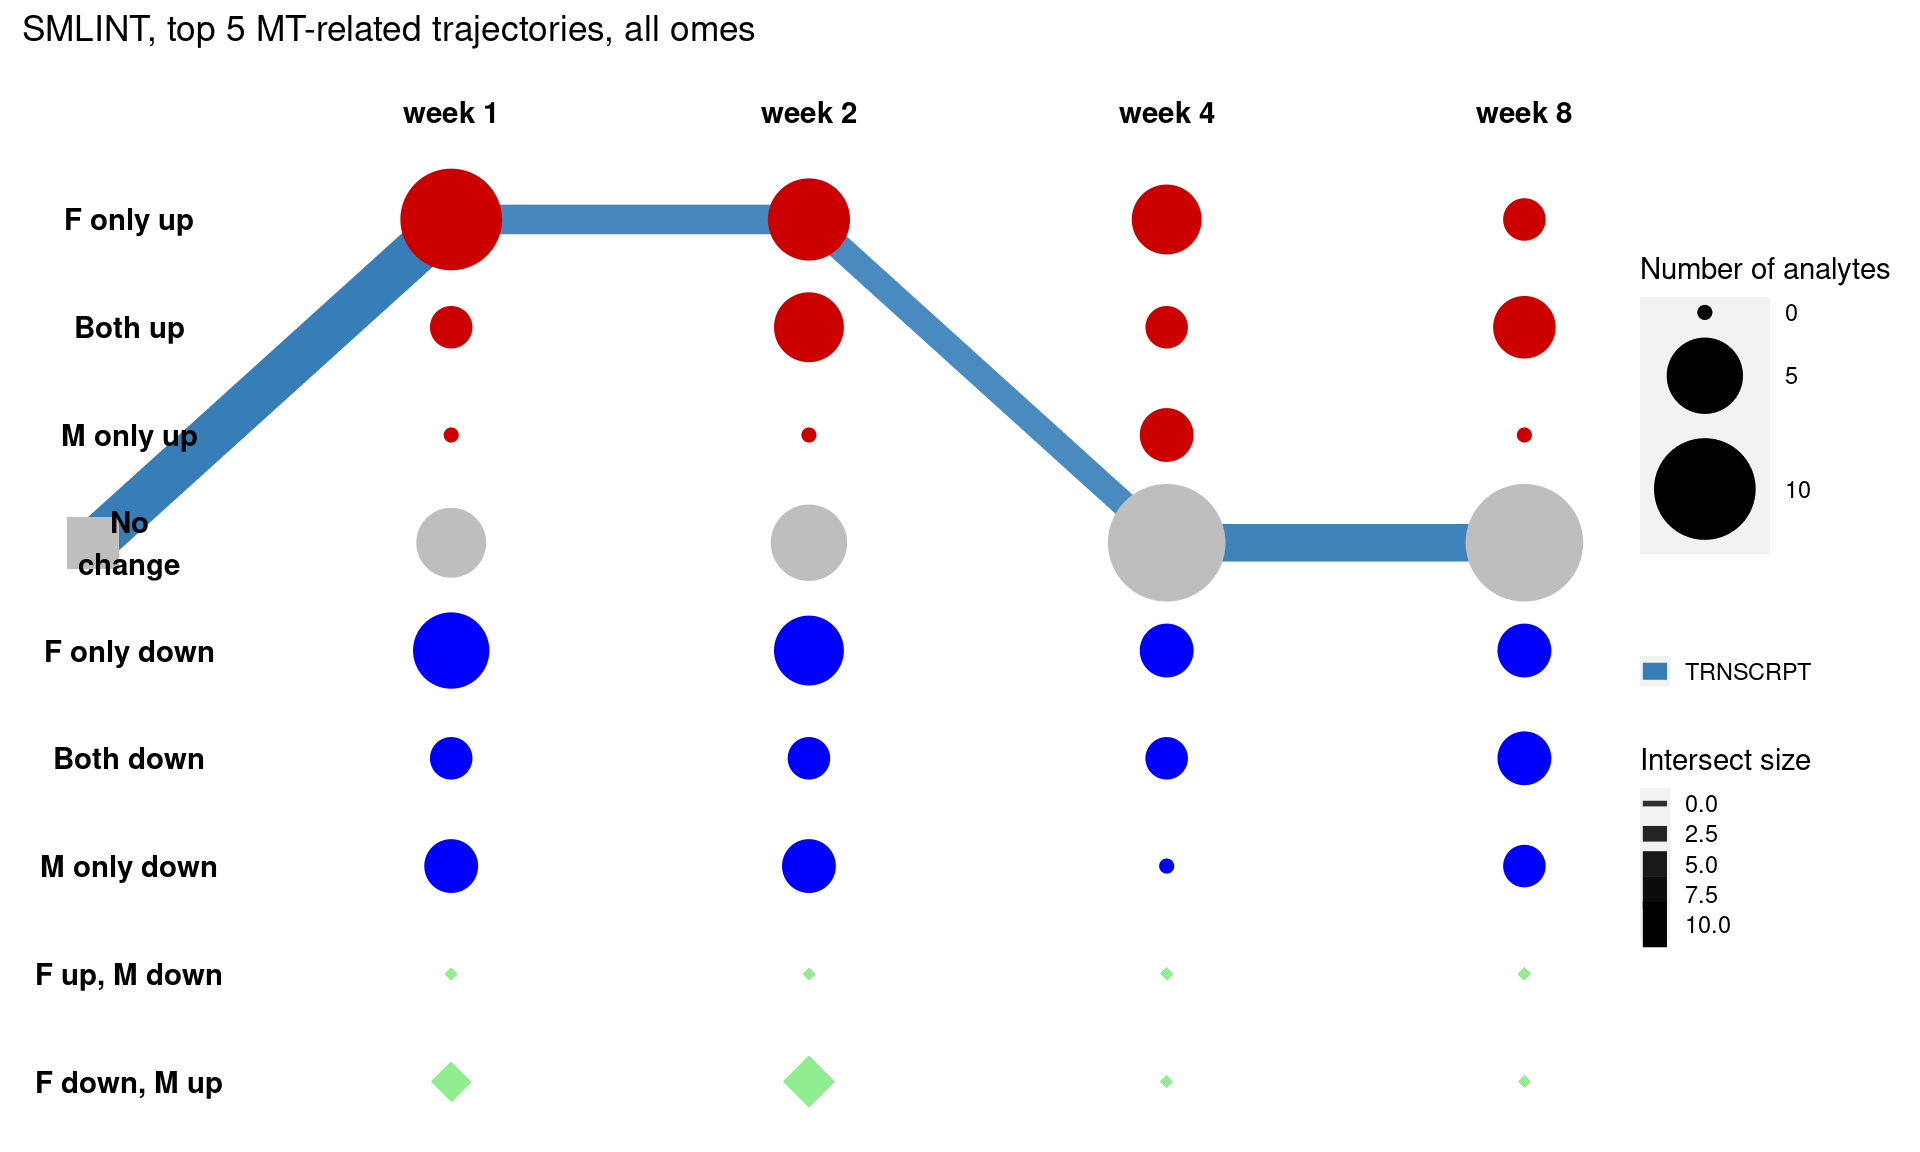 SMLINT, top 5 MT-related trajectories, all omes
week 1
week 2
week 4
week 8
F only up
Both up
M only up
No
change
F only down
Both down
M only down
F up, M down
F down, M up
Number of analytes
0
5
10
TRNSCRPT
Intersect size
0.0
2.5
5.0
7.5
10.0